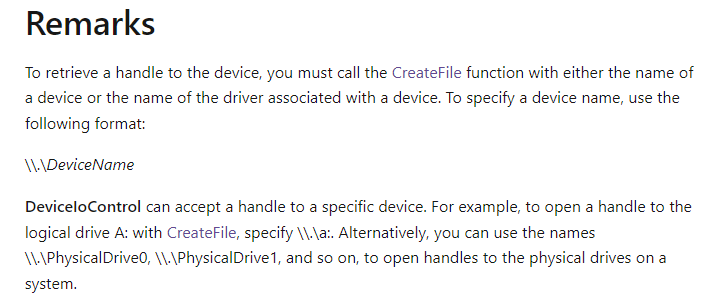 Remarks
To retrieve a handle to the device, you must call the CreateFile function with either the name of
a device or the name of the driver associated with a device. To specify a device name, use the
following format:
\\.\DeviceName
DeviceIoControl can accept a handle to a specific device. For example, to open a handle to the
logical drive A: with CreateFile, specify \\.\a:. Alternatively, you can use the names
\\.\PhysicalDrive0, \\.\PhysicalDrive1, and so on, to open handles to the physical drives on a
system.